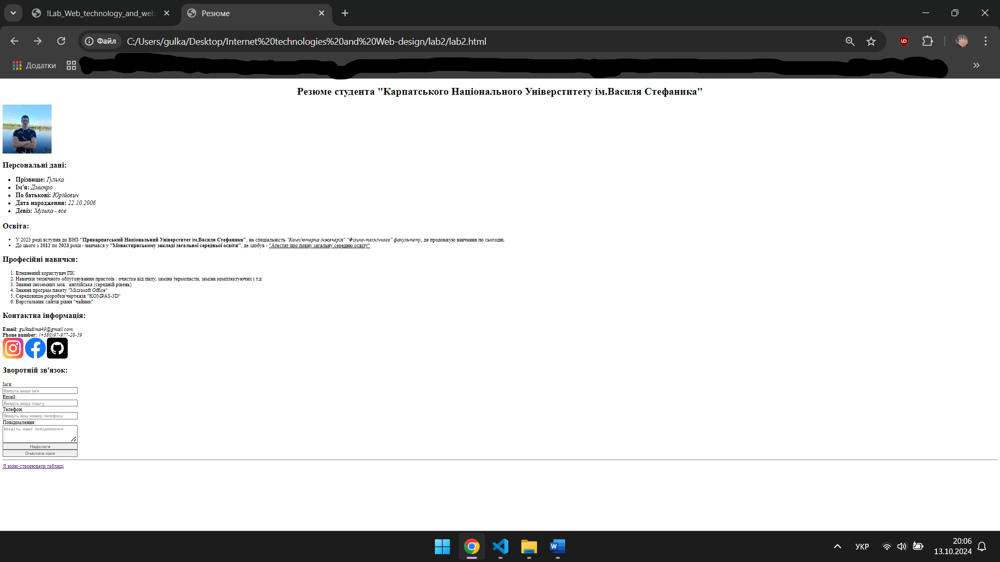 !Lab_Web_technology_and_web
Резюме
Файл
C:/Users/gulka/Desktop/Internet%20technologies%20and%20Web-design/lab2/lab2.html
Додатки
Резюме студента "Карпатського Національного Університету ім.Василя Стефаника"
Персональні дані:
Прізвище: Гулька
Ім'я: Дмитро
По батькові: Юрійович
Дата народження: 22.10.2006
Девіз: Музика - все
Освіта:
У 2023 році вступив до ВНЗ "Прикарпатський Національний Університет ім.Василя Стефаника", на спеціальність "Комп'ютерна інженерія" "Фізико-технічного" факультету, де продовжую навчання по сьогодні.
До цього з 2012 по 2023 роки - навчався у "Монастириському закладі загальної середньої освіти", де здобув - "Атестат про повну загальну середню освіту"
Професійні навички:
1. Впевнений користувач ПК
2. Навички технічного облуговування пристоїв : очистка від пилу, заміна термопасти, заміна комплектуючих і т.д
3. Знання іноземних мов : англійська (середній рівень)
4. Знання програм пакету "Microsoft Office"
5. Середовище розробки чертежів "KOMPAS-3D"
6. Верстальник сайтів рівня "чайник"
Контактна інформація:
Email: gulkadima49@gmail.com
Phone number: (+380)97-977-28-59
Зворотній зв'язок:
Ім'я:
Введіть ваше ім'я
Email:
Введіть вашу пошту
Телефон:
Введіть ваш номер телефону
Повідомлення:
Введіть ваше повідомлення
Надіслати
Очистити поля
Я вмію створювати таблиці
УКР
20:06
13.10.2024